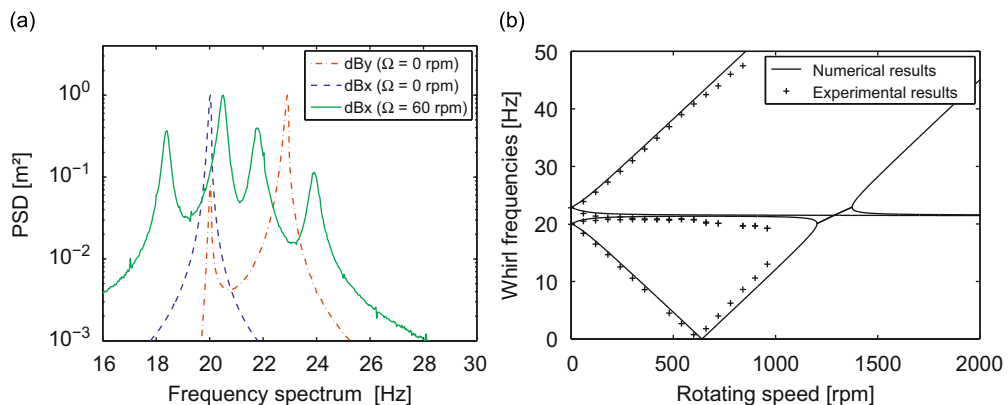 (a)
PSD [m²]
10⁰
10⁻¹
10⁻²
10⁻³
dBy (Ω = 0 rpm)
dBx (Ω = 0 rpm)
dBx (Ω = 60 rpm)
16 18 20 22 24 26 28 30
Frequency spectrum [Hz]
(b)
Whirl frequencies [Hz]
50
40
30
20
10
0
Numerical results
Experimental results
0 500 1000 1500 2000
Rotating speed [rpm]